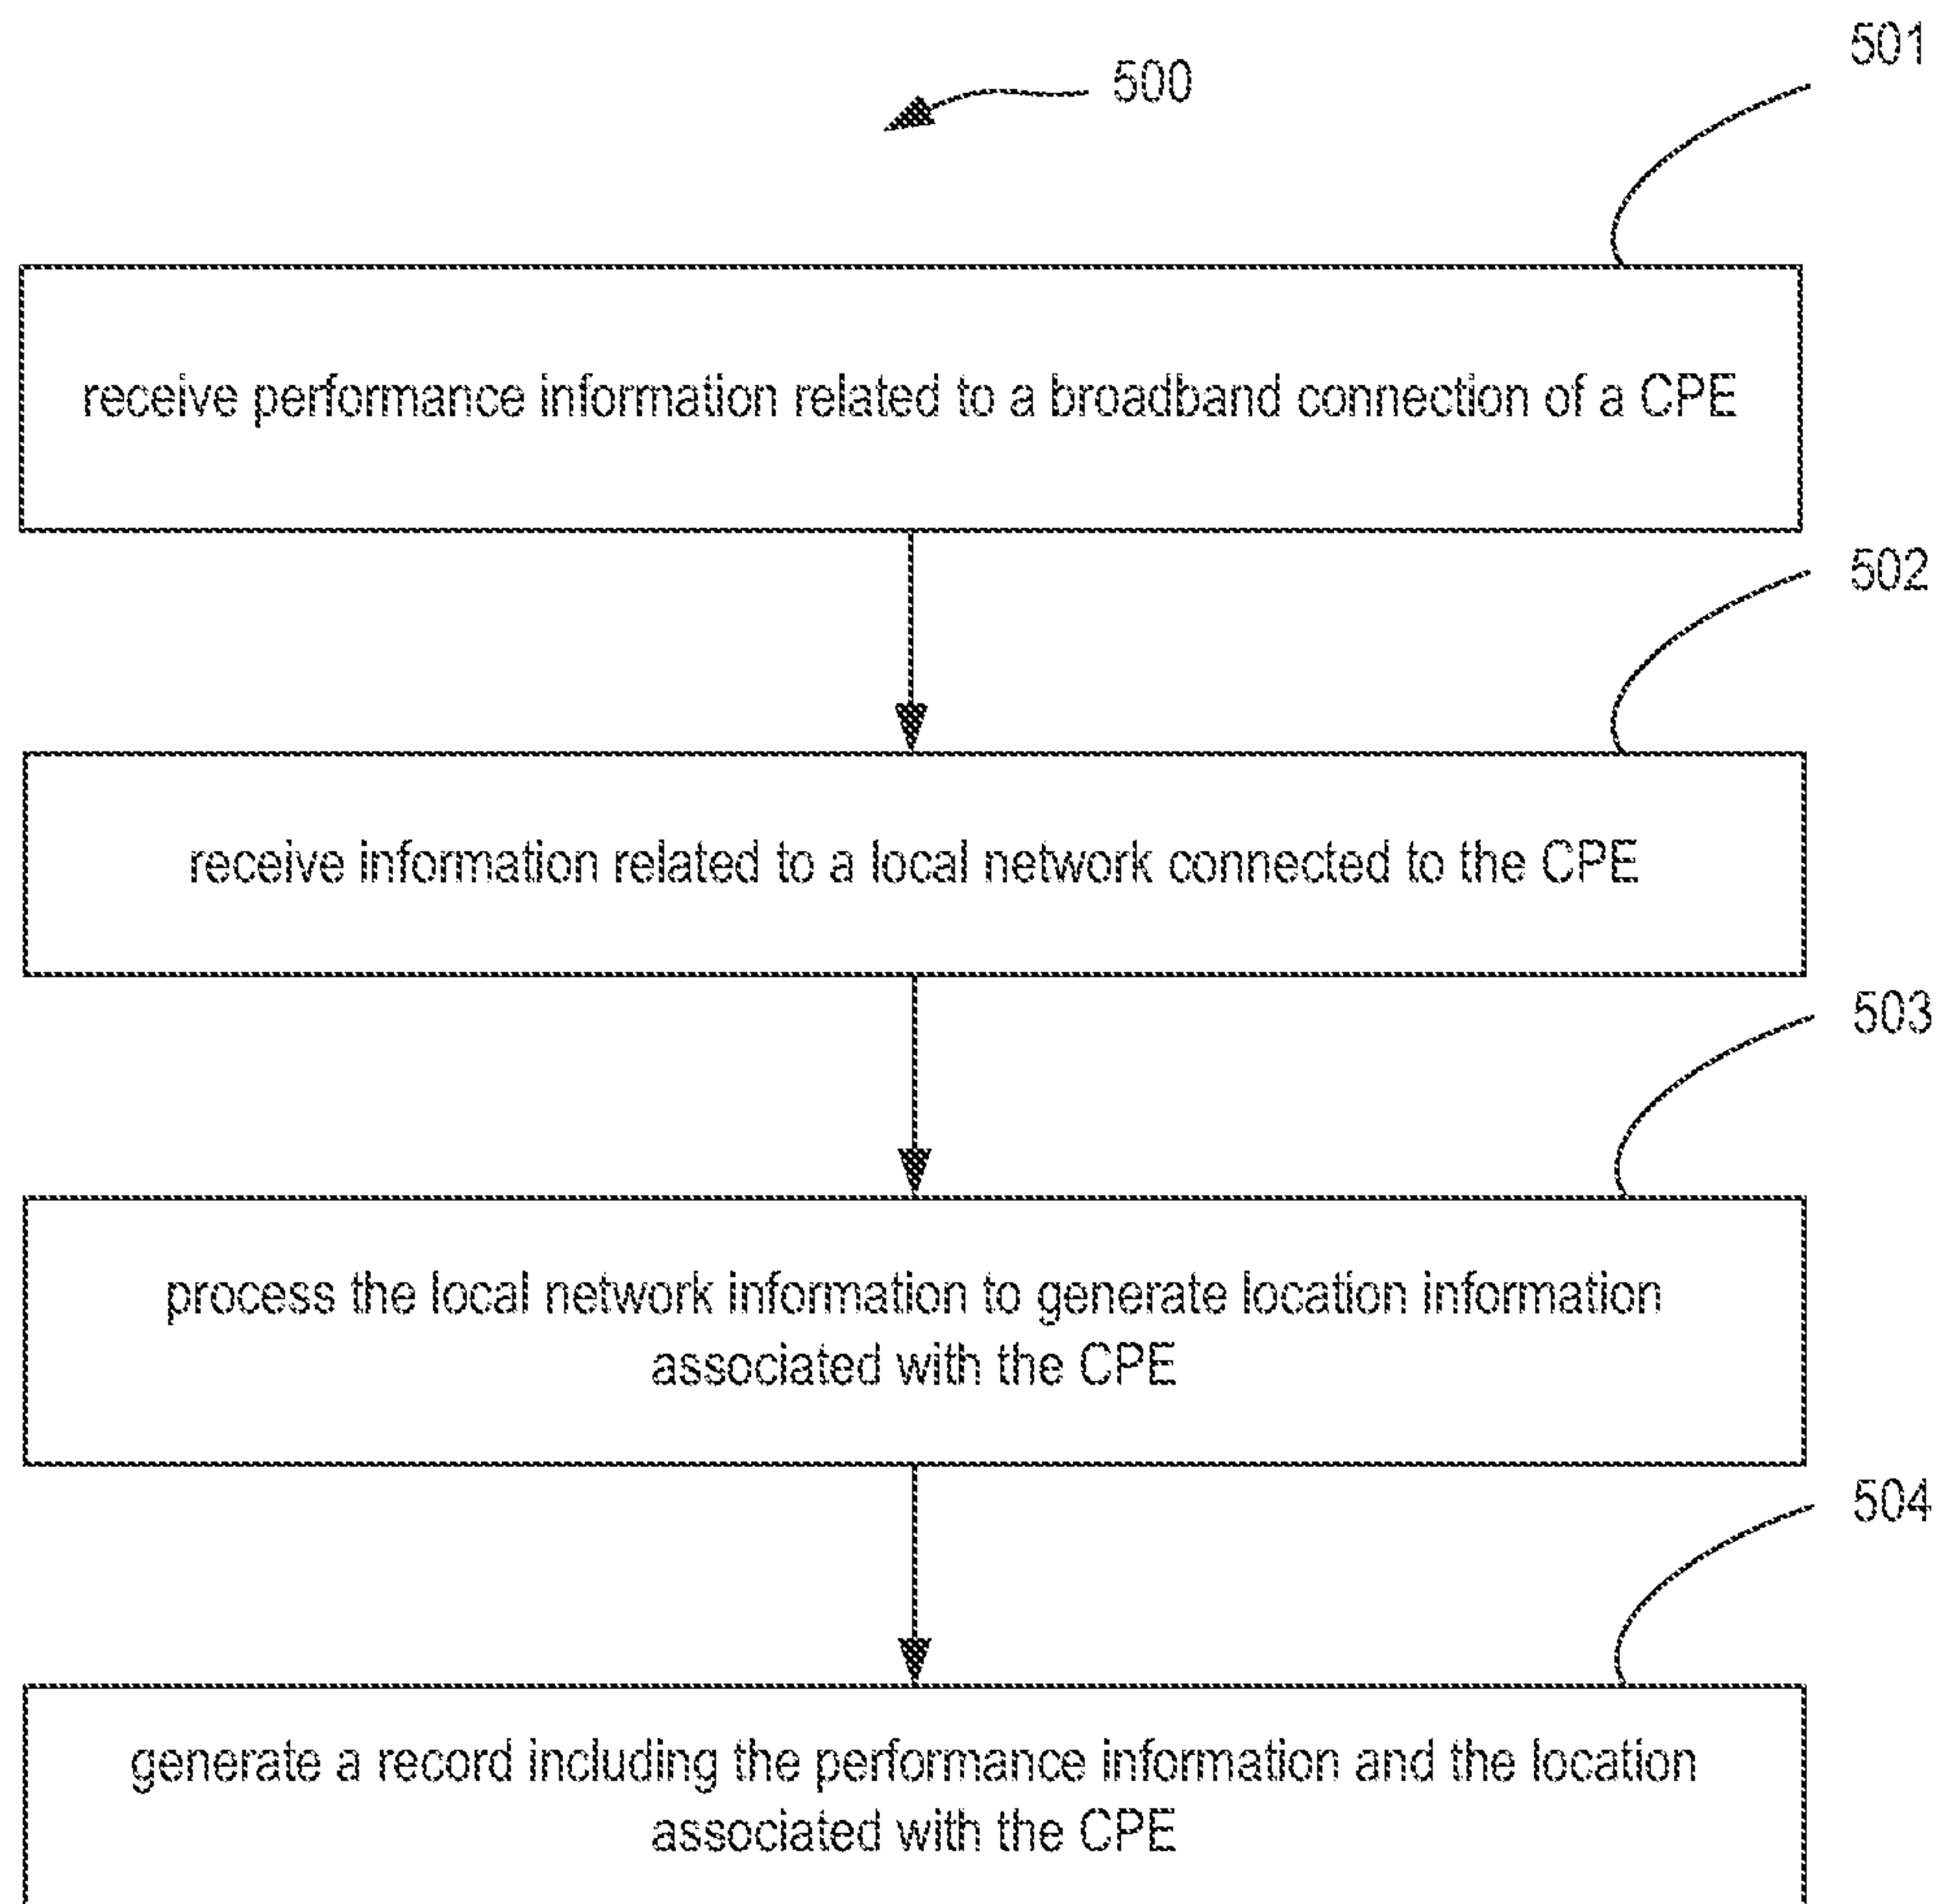 500
501
receive performance information related to a broadband connection of a CPE
502
receive information related to a local network connected to the CPE
503
process the local network information to generate location information
associated with the CPE
504
generate a record including the performance information and the location
associated with the CPE